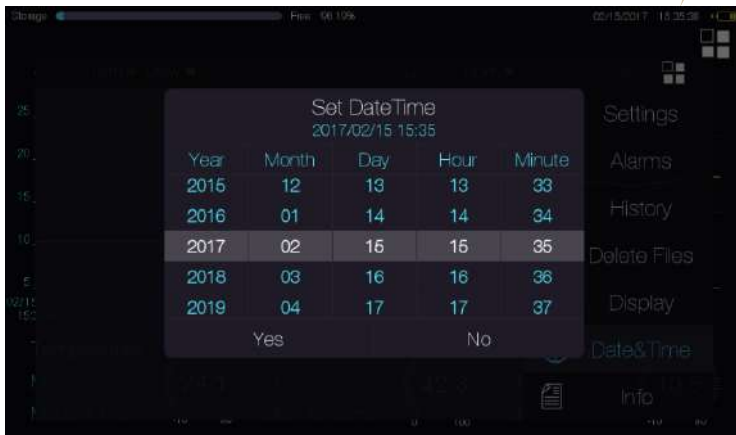 Storage Free 96.19% 02/15/2017 15:35:38
Set DateTime
2017/02/15 15:35
Year Month Day Hour Minute
2015 12 13 13 33
2016 01 14 14 34
2017 02 15 15 35
2018 03 16 16 36
2019 04 17 17 37
Yes No
Settings
Alarms
History
Delete Files
Display
Date&Time
Info
25
20
15
10
5